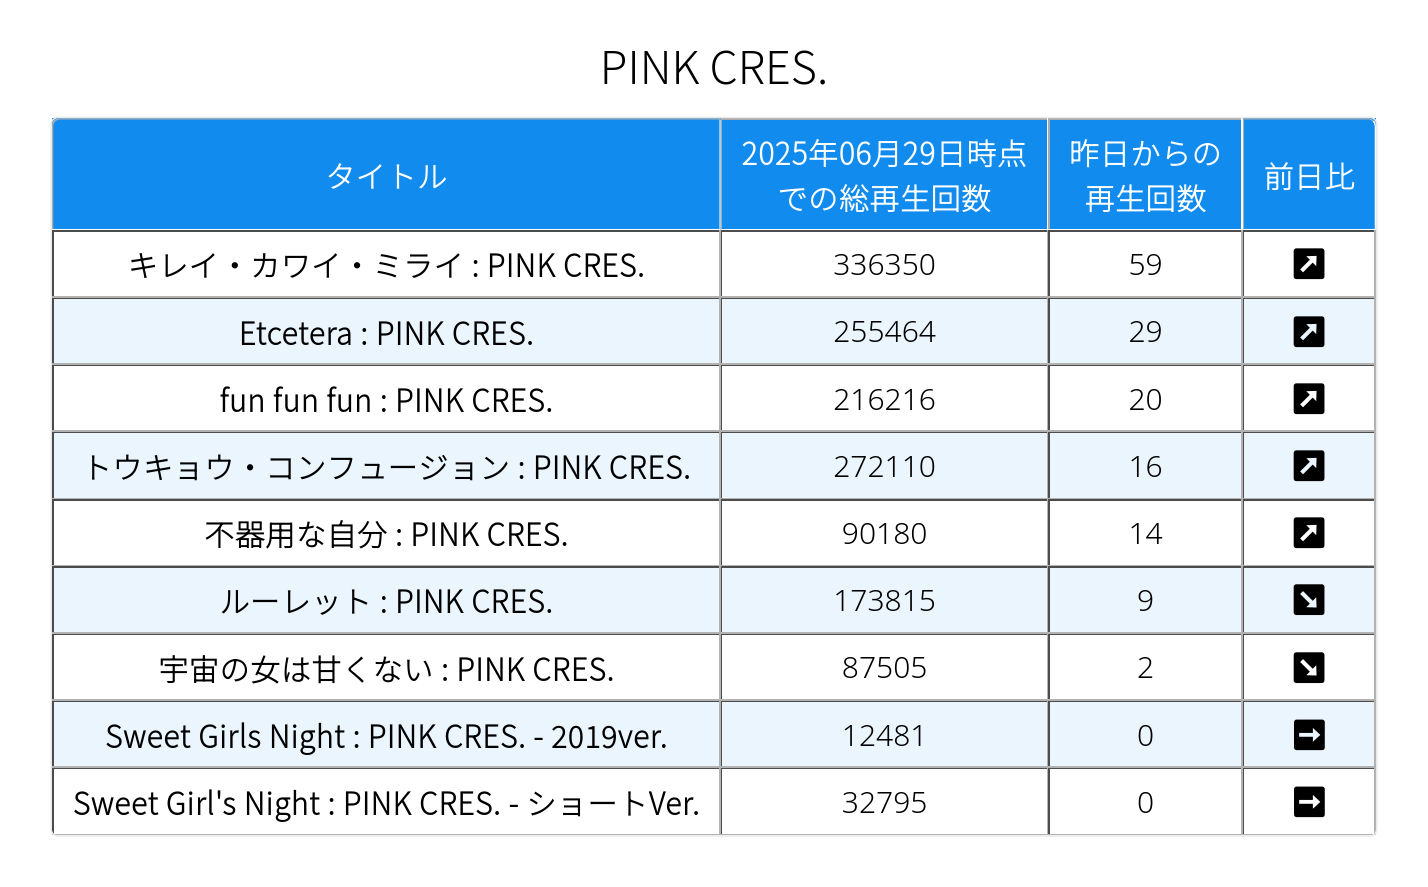 PINK CRES.
タイトル
2025年06月29日時点
での総再生回数
昨日からの
再生回数
前日比
キレイ・カワイ・ミライ : PINK CRES. 336350 59
Etcetera : PINK CRES. 255464 29
fun fun fun : PINK CRES. 216216 20
トウキョウ・コンフュージョン : PINK CRES. 272110 16
不器用な自分 : PINK CRES. 90180 14
ルーレット : PINK CRES. 173815 9
宇宙の女は甘くない : PINK CRES. 87505 2
Sweet Girls Night : PINK CRES. - 2019ver. 12481 0
Sweet Girl's Night : PINK CRES. - ショートVer. 32795 0